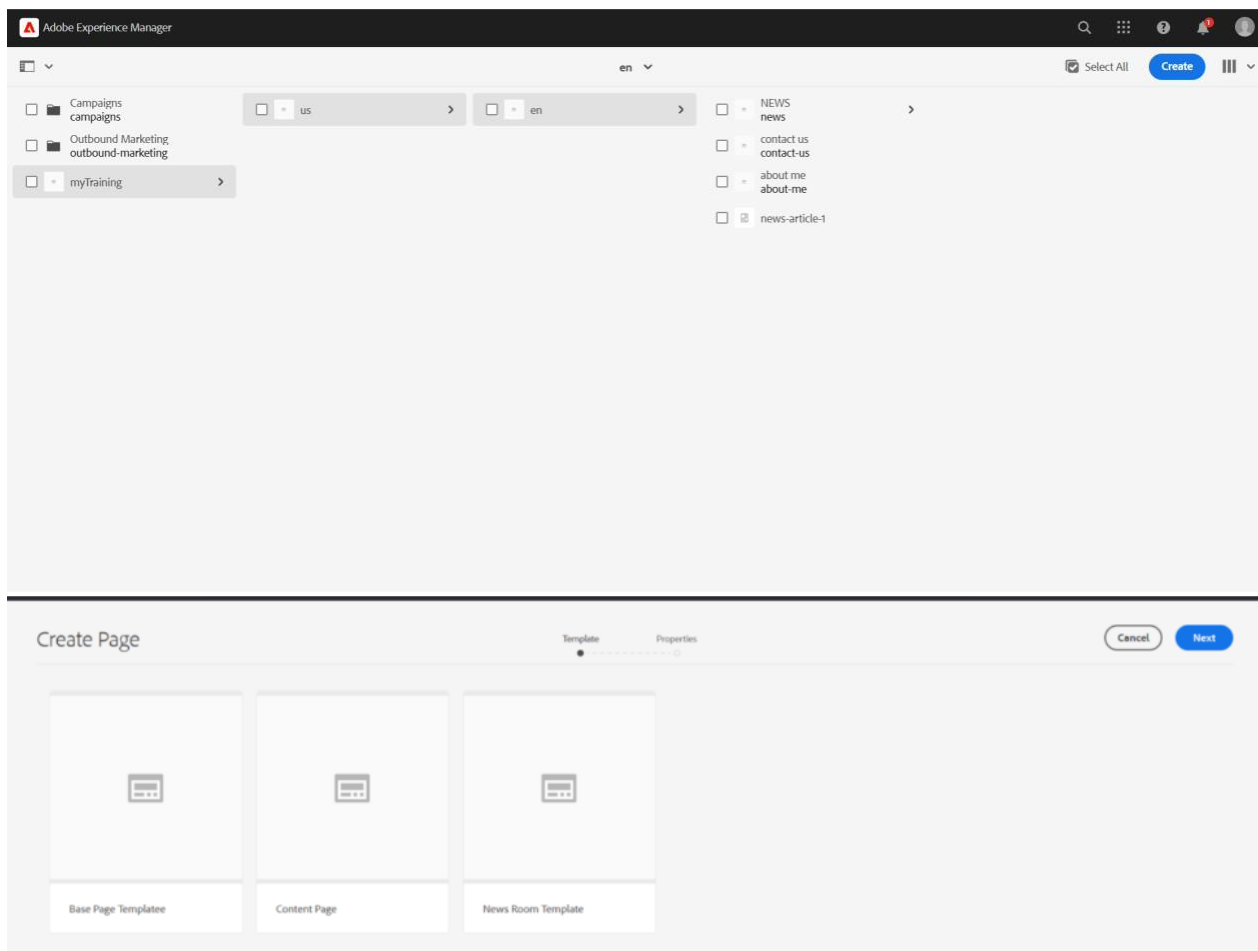 Adobe Experience Manager
1
en
Select All
Create
Campaigns
campaigns
Outbound Marketing
outbound-marketing
myTraining
us
en
NEWS
news
contact us
contact-us
about me
about-me
news-article-1
Create Page
Template
Properties
Cancel
Next
Base Page Templatee
Content Page
News Room Template